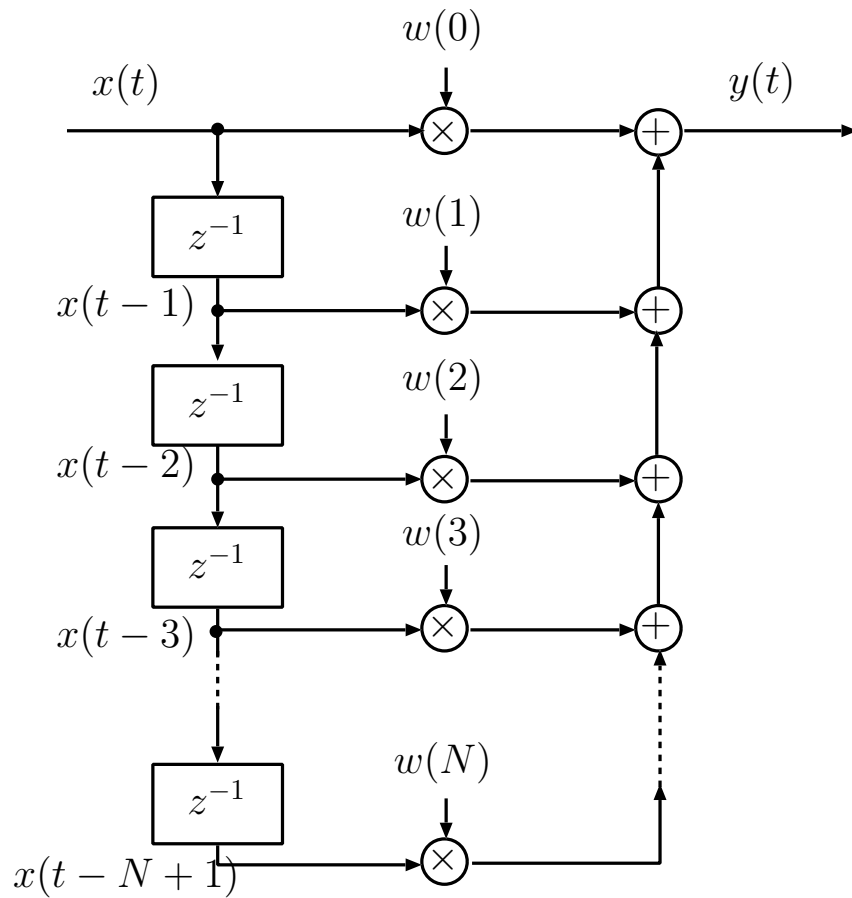 w(0)
x(t) y(t)
×
+
z⁻¹
w(1)
x(t − 1)
×
+
w(2)
z⁻¹
x(t − 2)
×
+
w(3)
z⁻¹
x(t − 3)
×
+
w(N)
z⁻¹
x(t − N + 1)
×